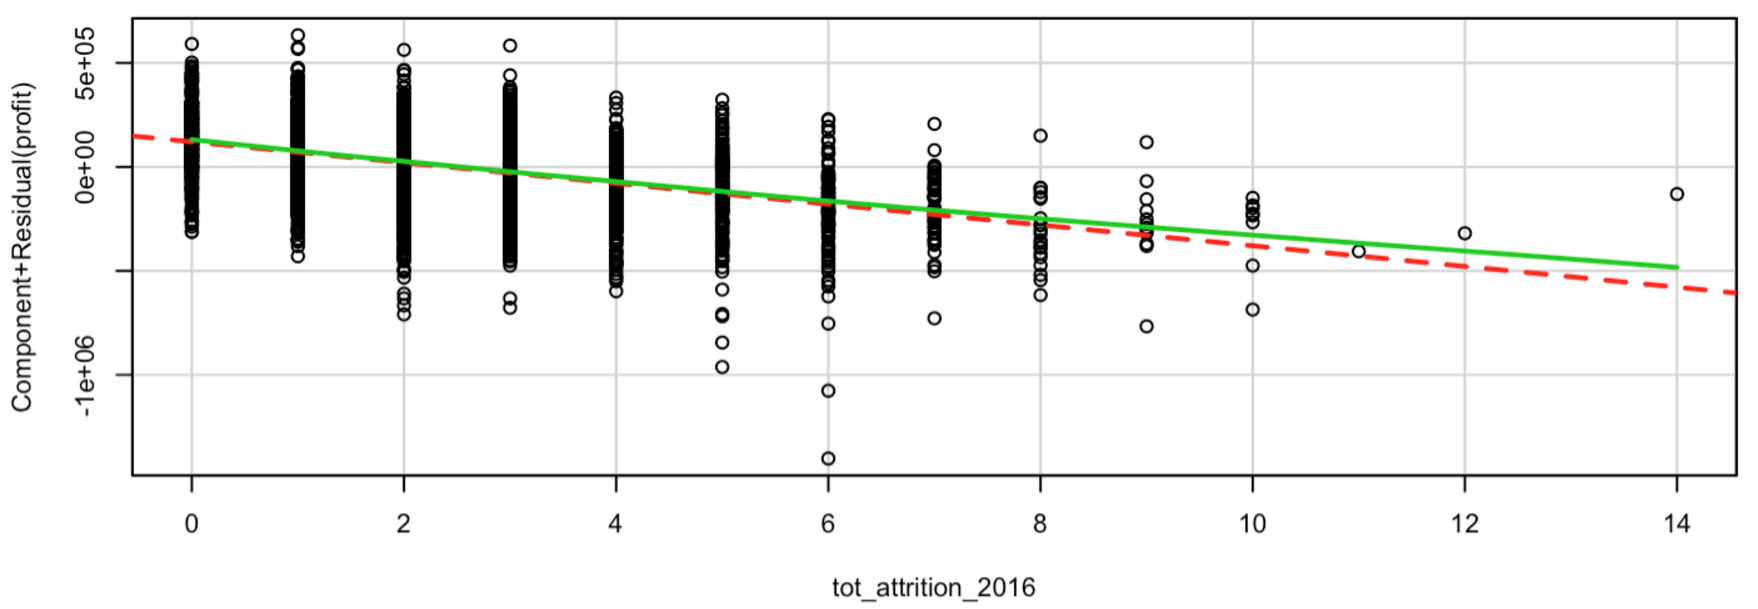 Component+Residual(profit)
5e+05
0e+00
-1e+06
0 2 4 6 8 10 12 14
tot_attrition_2016